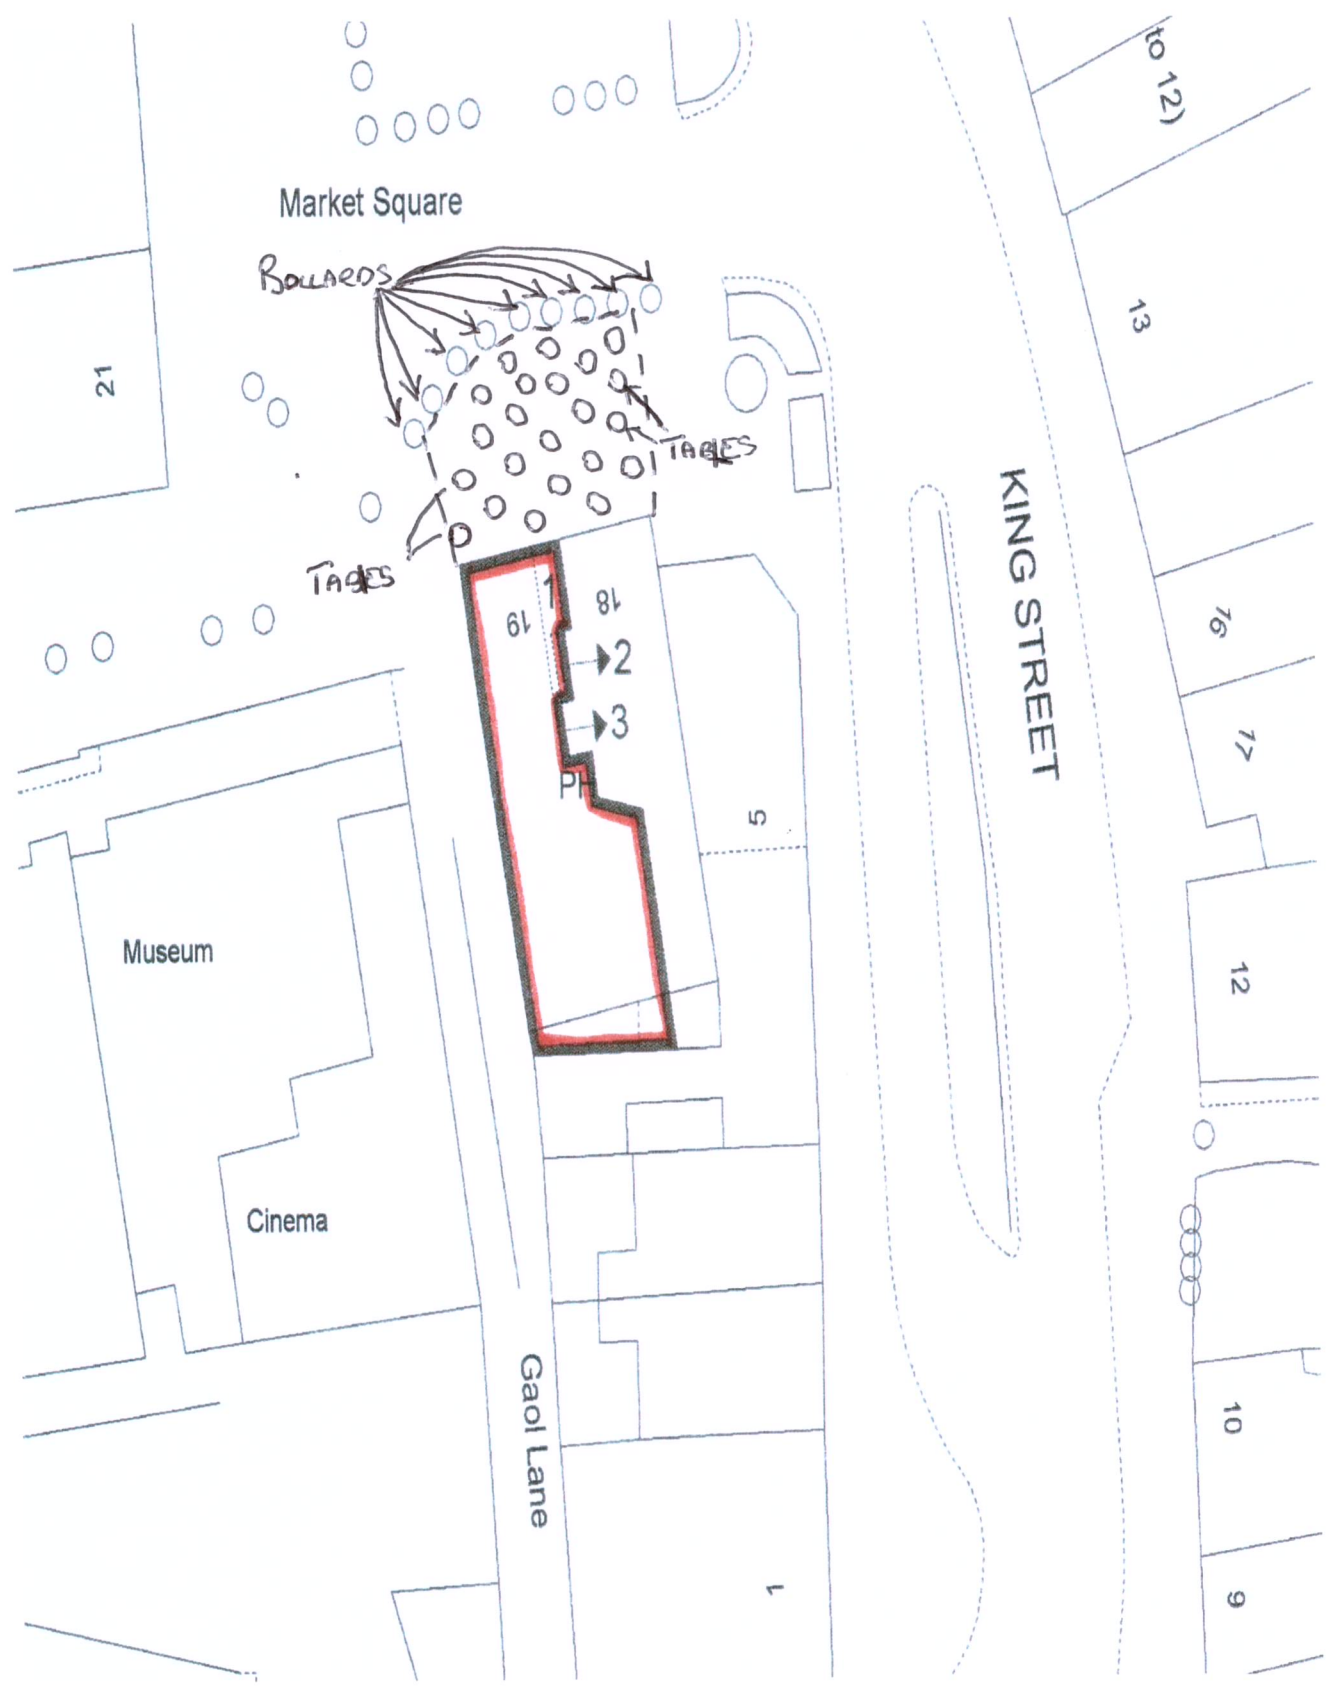 to 12)
Market Square
BOLLARDS
13
21
TABLES
KING STREET
TABLES
1
18
19
2
16
3
17
PH
5
Museum
12
Cinema
Gaol Lane
10
1
9